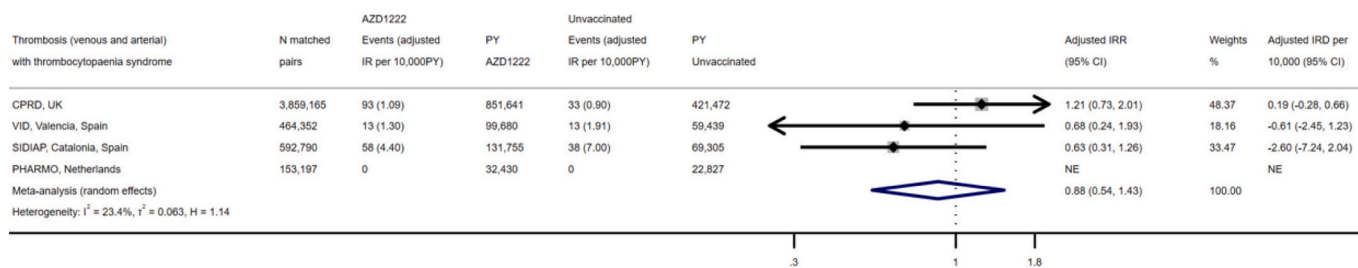 AZD1222 Unvaccinated
Thrombosis (venous and arterial) N matched Events (adjusted PY Events (adjusted PY Adjusted IRR Weights Adjusted IRD per
with thrombocytopaenia syndrome pairs IR per 10,000PY) AZD1222 IR per 10,000PY) Unvaccinated (95% CI) % 10,000 (95% CI)
CPRD, UK 3,859,165 93 (1.09) 851,641 33 (0.90) 421,472 1.21 (0.73, 2.01) 48.37 0.19 (-0.28, 0.66)
VID, Valencia, Spain 464,352 13 (1.30) 99,680 13 (1.91) 59,439 0.68 (0.24, 1.93) 18.16 -0.61 (-2.45, 1.23)
SIDIAP, Catalonia, Spain 592,790 58 (4.40) 131,755 38 (7.00) 69,305 0.63 (0.31, 1.26) 33.47 -2.60 (-7.24, 2.04)
PHARMO, Netherlands 153,197 0 32,430 0 22,827 NE NE
Meta-analysis (random effects) 0.88 (0.54, 1.43) 100.00
Heterogeneity: I² = 23.4%, τ² = 0.063, H = 1.14
.3 1 1.8